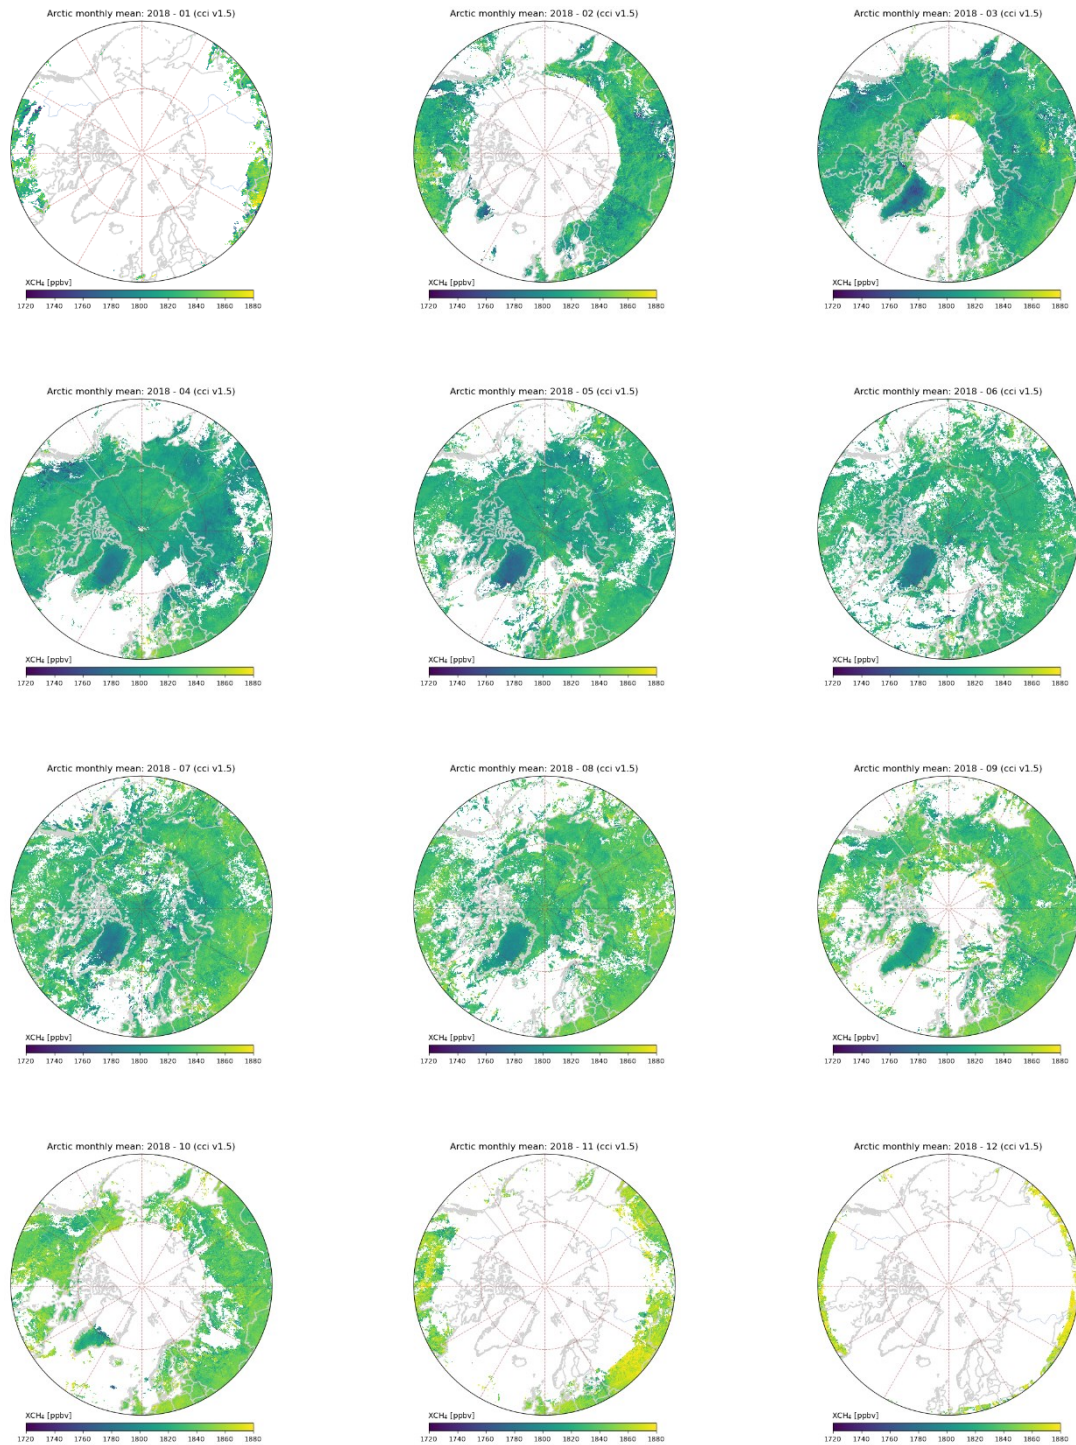 Arctic monthly mean: 2018 - 01 (cci v1.5)
Arctic monthly mean: 2018 - 02 (cci v1.5)
Arctic monthly mean: 2018 - 03 (cci v1.5)
XCH₄ [ppbv]
1720 1740 1760 1780 1800 1820 1840 1860 1880
XCH₄ [ppbv]
1720 1740 1760 1780 1800 1820 1840 1860 1880
XCH₄ [ppbv]
1720 1740 1760 1780 1800 1820 1840 1860 1880
Arctic monthly mean: 2018 - 04 (cci v1.5)
Arctic monthly mean: 2018 - 05 (cci v1.5)
Arctic monthly mean: 2018 - 06 (cci v1.5)
XCH₄ [ppbv]
1720 1740 1760 1780 1800 1820 1840 1860 1880
XCH₄ [ppbv]
1720 1740 1760 1780 1800 1820 1840 1860 1880
XCH₄ [ppbv]
1720 1740 1760 1780 1800 1820 1840 1860 1880
Arctic monthly mean: 2018 - 07 (cci v1.5)
Arctic monthly mean: 2018 - 08 (cci v1.5)
Arctic monthly mean: 2018 - 09 (cci v1.5)
XCH₄ [ppbv]
1720 1740 1760 1780 1800 1820 1840 1860 1880
XCH₄ [ppbv]
1720 1740 1760 1780 1800 1820 1840 1860 1880
XCH₄ [ppbv]
1720 1740 1760 1780 1800 1820 1840 1860 1880
Arctic monthly mean: 2018 - 10 (cci v1.5)
Arctic monthly mean: 2018 - 11 (cci v1.5)
Arctic monthly mean: 2018 - 12 (cci v1.5)
XCH₄ [ppbv]
1720 1740 1760 1780 1800 1820 1840 1860 1880
XCH₄ [ppbv]
1720 1740 1760 1780 1800 1820 1840 1860 1880
XCH₄ [ppbv]
1720 1740 1760 1780 1800 1820 1840 1860 1880